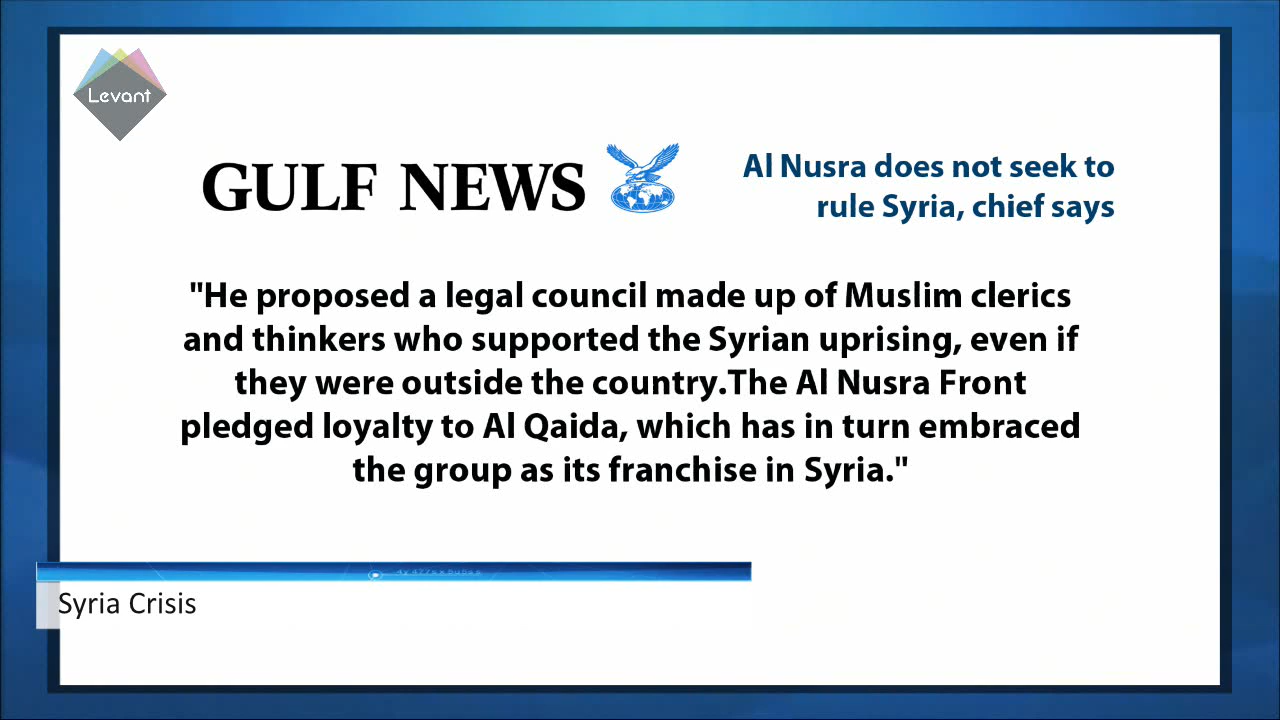 Levant
GULF NEWS
Al Nusra does not seek to
rule Syria, chief says
"He proposed a legal council made up of Muslim clerics
and thinkers who supported the Syrian uprising, even if
they were outside the country.The Al Nusra Front
pledged loyalty to Al Qaida, which has in turn embraced
the group as its franchise in Syria."
Syria Crisis